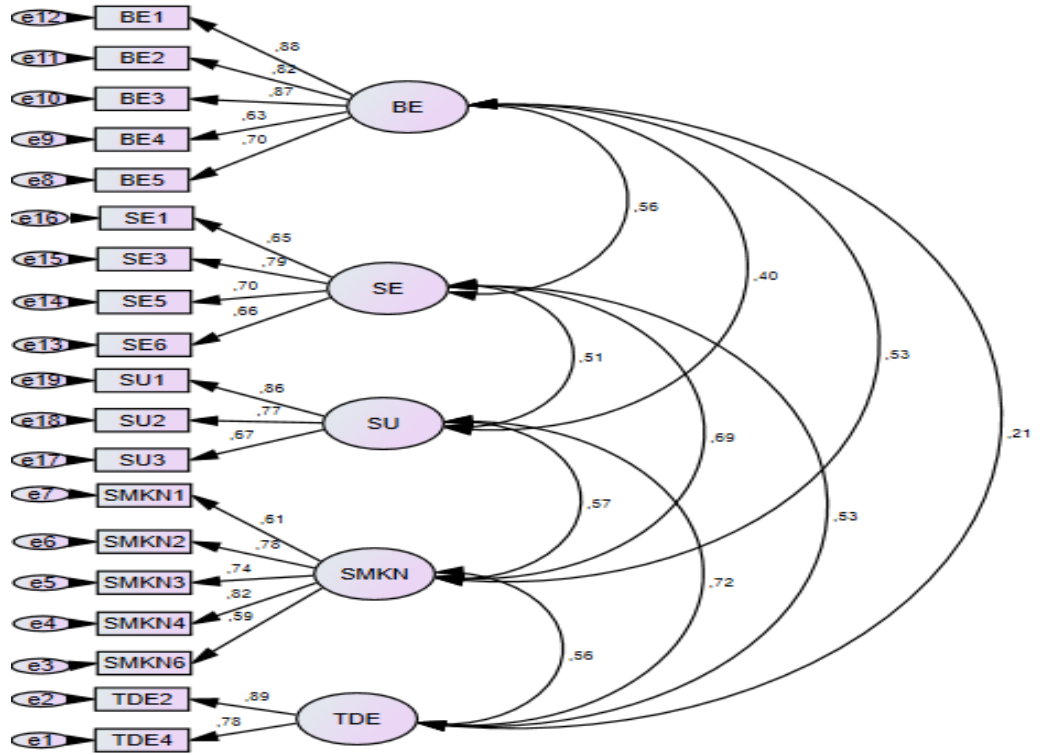 e12 BE1
,88
e11 BE2
,82
e10 BE3
,87
BE
e9 BE4
,63
e8 BE5
,70
e16 SE1
,56
,65
e15 SE3
,79
,40
e14 SE5
,70
SE
e13 SE6
,66
,51
,53
e19 SU1
,86
e18 SU2
,77
SU
,69
,21
e17 SU3
,67
e7 SMKN1
,57
,53
,61
e6 SMKN2
,78
SMKN
e5 SMKN3
,74
,72
e4 SMKN4
,82
,59
e3 SMKN6
,56
e2 TDE2
,89
TDE
e1 TDE4
,78